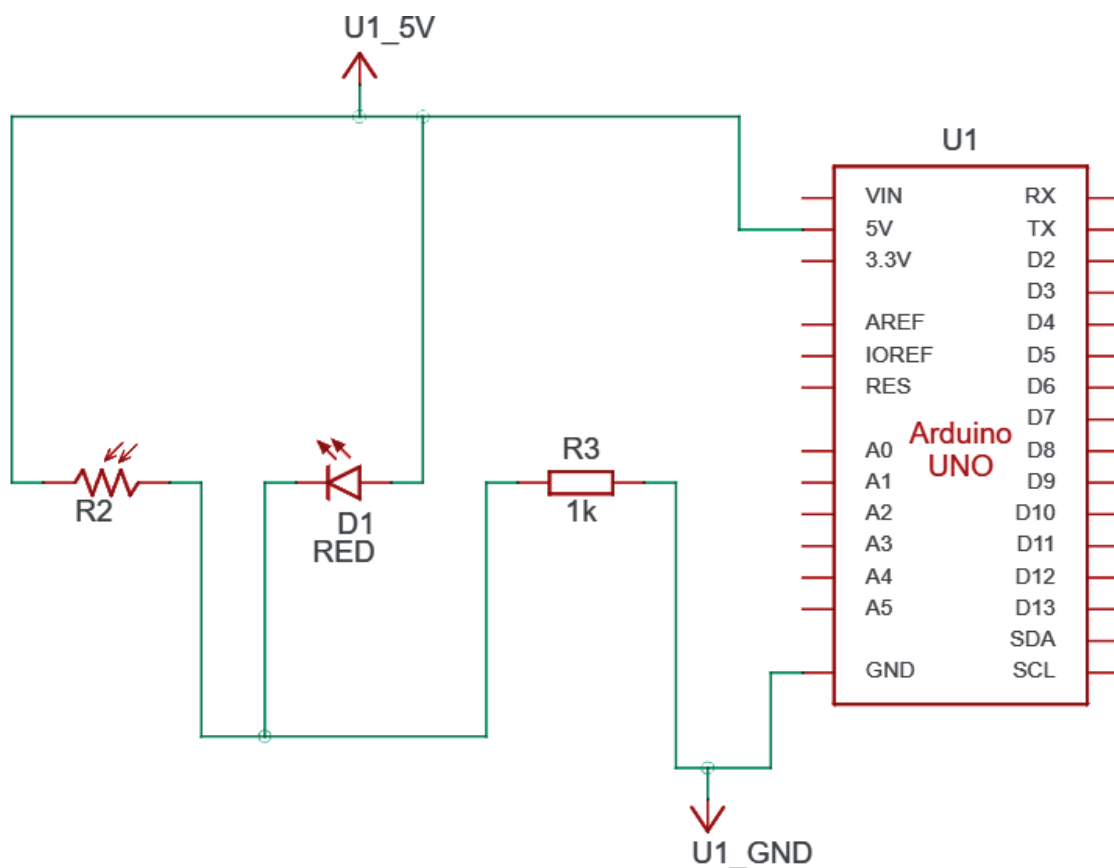 U1_5V
U1
VIN RX
5V TX
3.3V D2
D3
AREF D4
IOREF D5
RES D6
D7
A0 D8
Arduino
UNO
A1 D9
A2 D10
A3 D11
A4 D12
A5 D13
SDA
GND SCL
R2
D1
RED
R3
1k
U1_GND